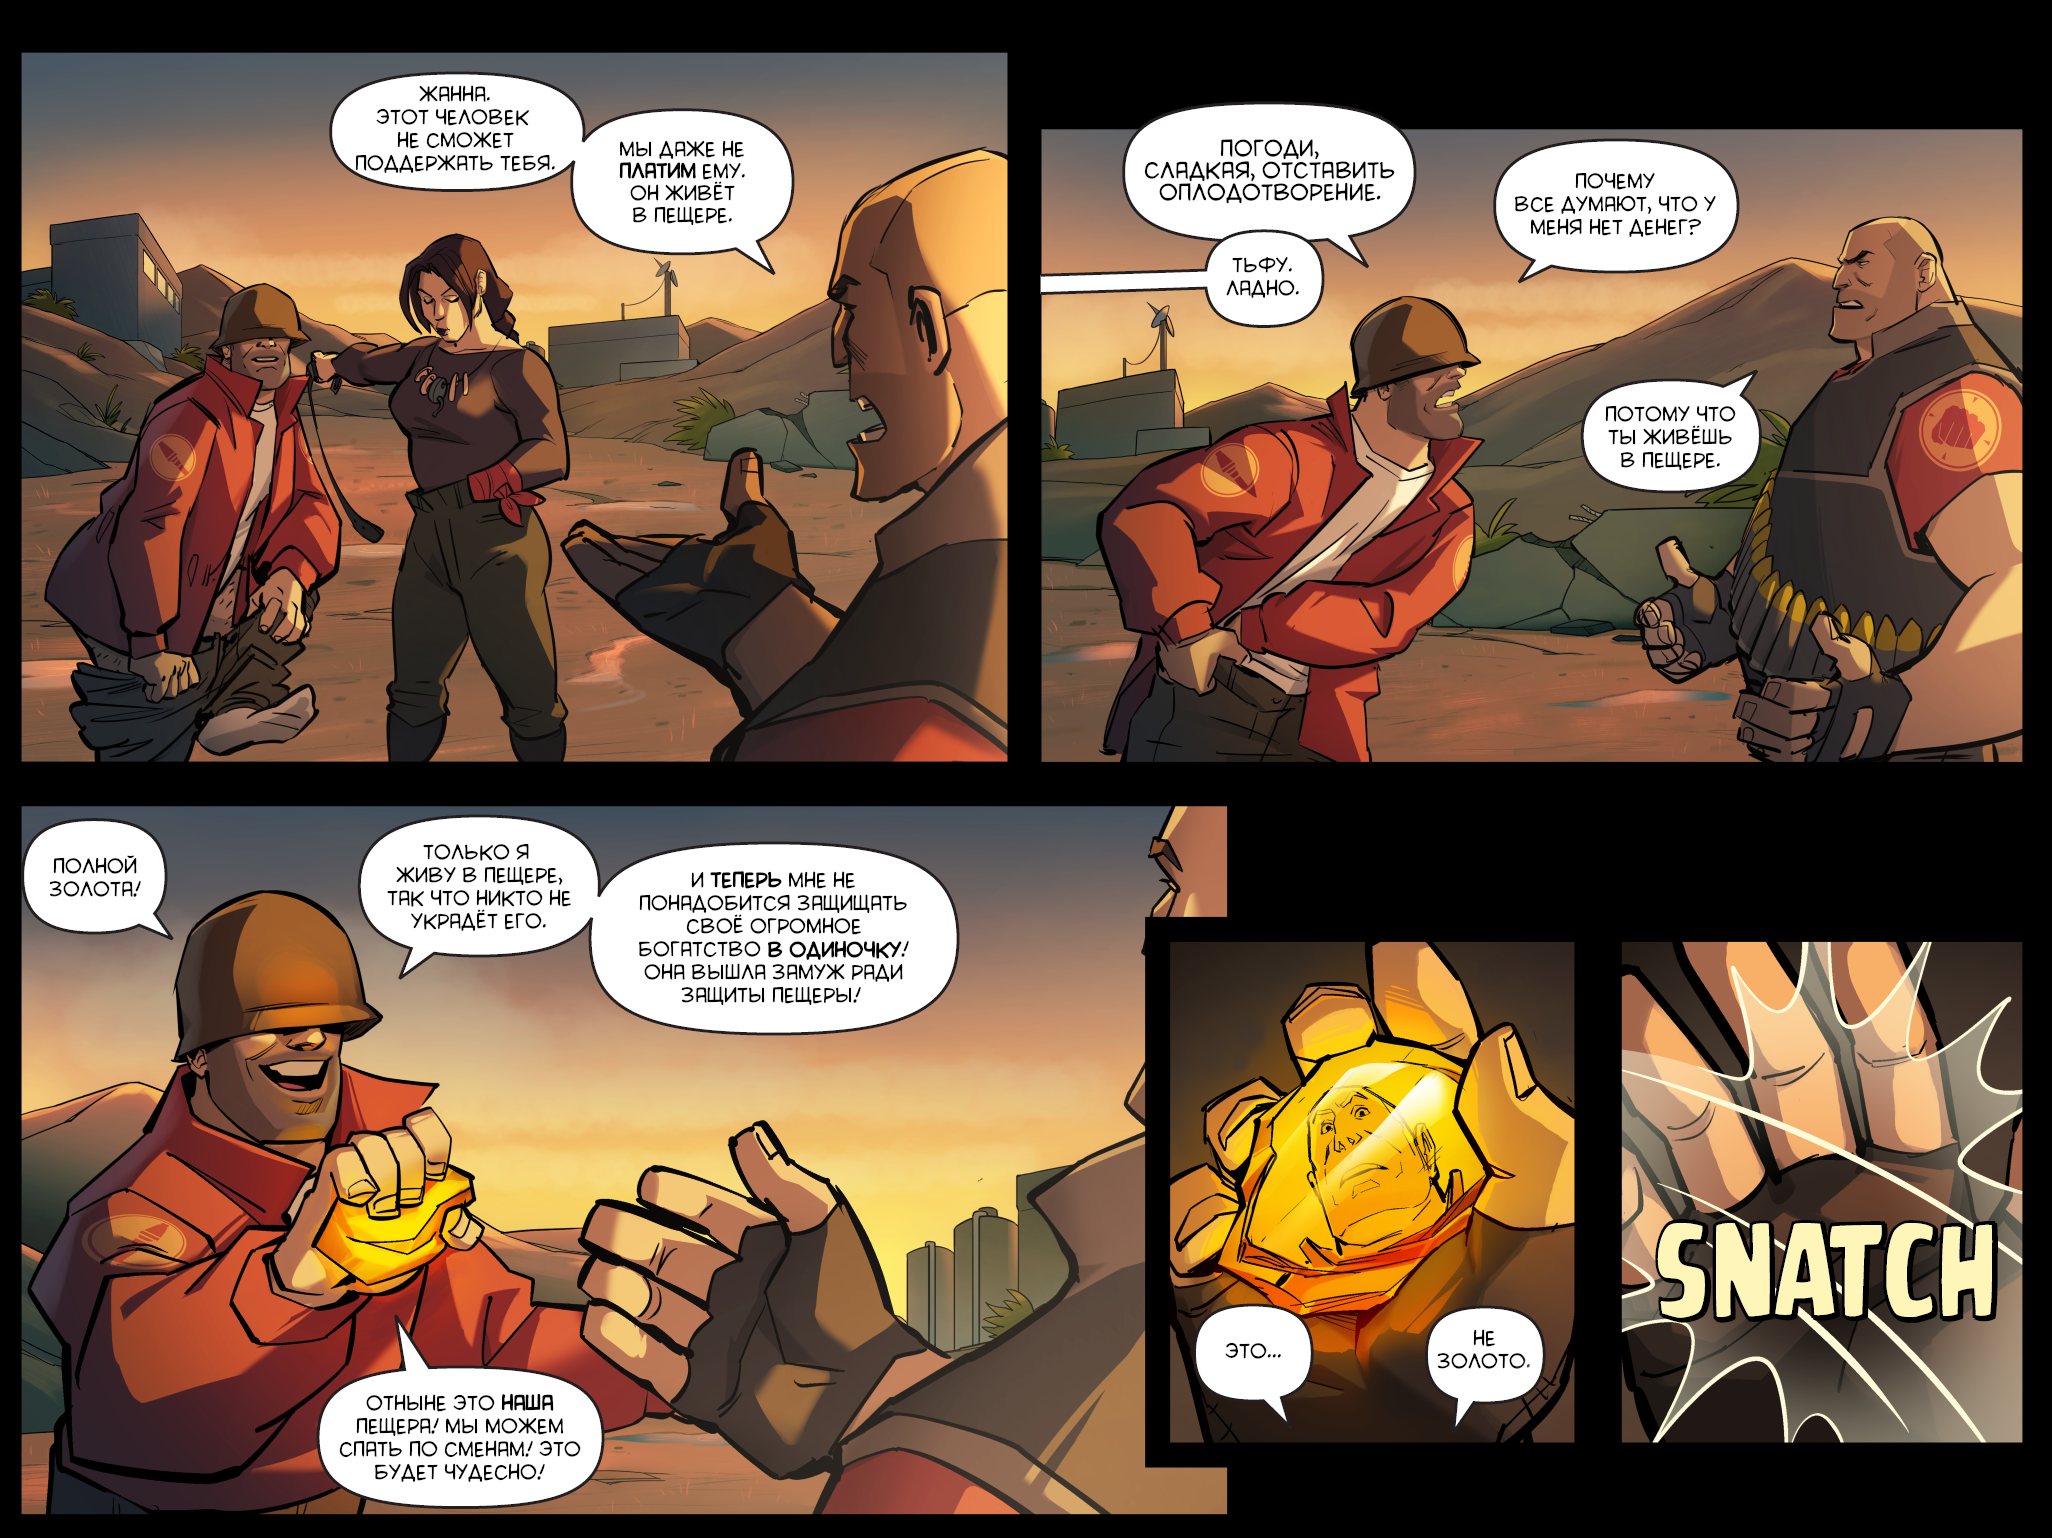 ЖАННА.
ЭТОТ ЧЕЛОВЕК
НЕ СМОЖЕТ
ПОДДЕРЖАТЬ ТЕБЯ.
МЫ ДАЖЕ НЕ
ПЛАТИМ ЕМУ.
ОН ЖИВЁТ
В ПЕЩЕРЕ.
ПОГОДИ,
СЛАДКАЯ, ОТСТАВИТЬ
ОПЛОДОТВОРЕНИЕ.
ТЬФУ.
ЛАДНО.
ПОЧЕМУ
ВСЕ ДУМАЮТ, ЧТО У
МЕНЯ НЕТ ДЕНЕГ?
ПОТОМУ ЧТО
ТЫ ЖИВЁШЬ
В ПЕЩЕРЕ.
ПОЛНОЙ
ЗОЛОТА!
ТОЛЬКО Я
ЖИВУ В ПЕЩЕРЕ,
ТАК ЧТО НИКТО НЕ
УКРАДЁТ ЕГО.
И ТЕПЕРЬ МНЕ НЕ
ПОНАДОБИТСЯ ЗАЩИЩАТЬ
СВОЁ ОГРОМНОЕ
БОГАТСТВО В ОДИНОЧКУ!
ОНА ВЫШЛА ЗАМУЖ РАДИ
ЗАЩИТЫ ПЕЩЕРЫ!
ОТНЫНЕ ЭТО НАША
ПЕЩЕРА! МЫ МОЖЕМ
СПАТЬ ПО СМЕНАМ! ЭТО
БУДЕТ ЧУДЕСНО!
ЭТО...
НЕ
ЗОЛОТО.
SNATCH